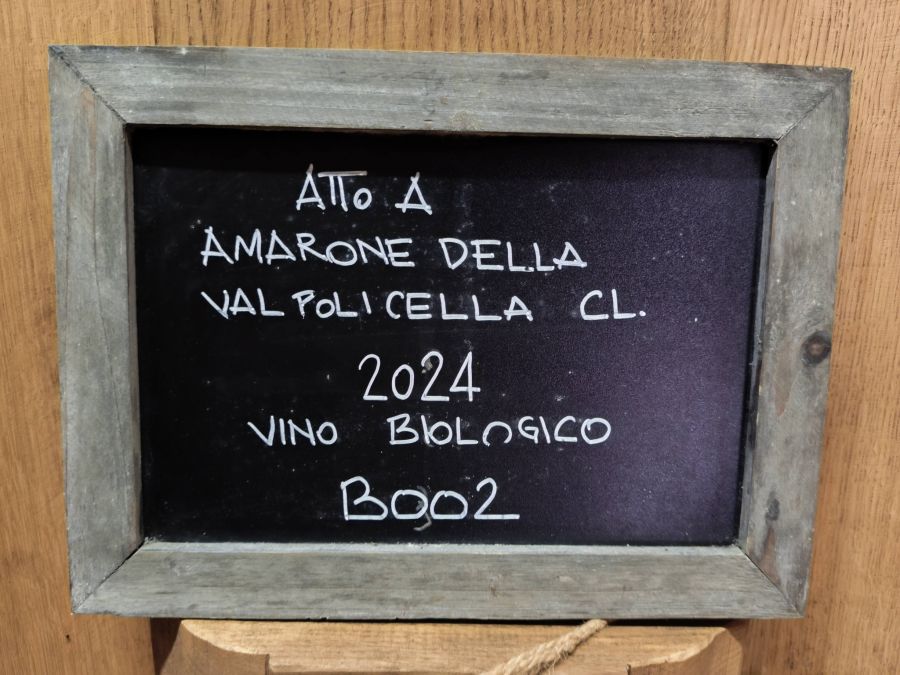 ATTO A
AMARONE DELLA
VALPOLICELLA CL.
2024
VINO BIOLOGICO
B002